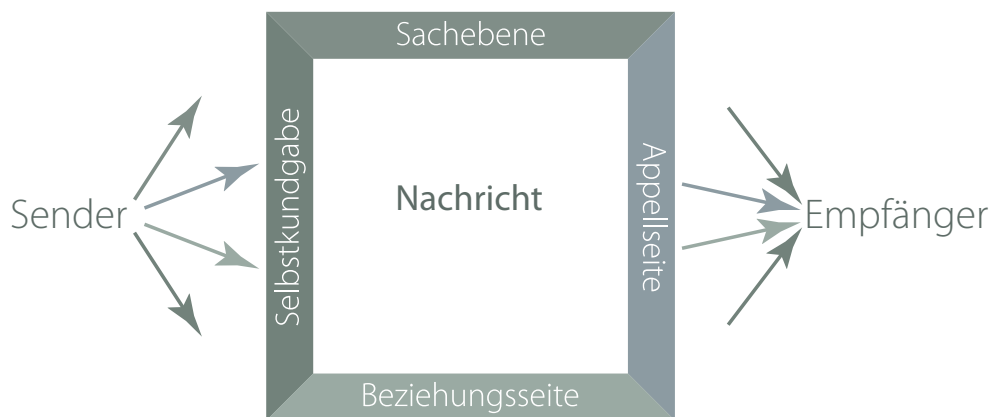 Sachebene
Sender
Selbstkundgabe
Nachricht
Appellseite
Empfänger
Beziehungsseite